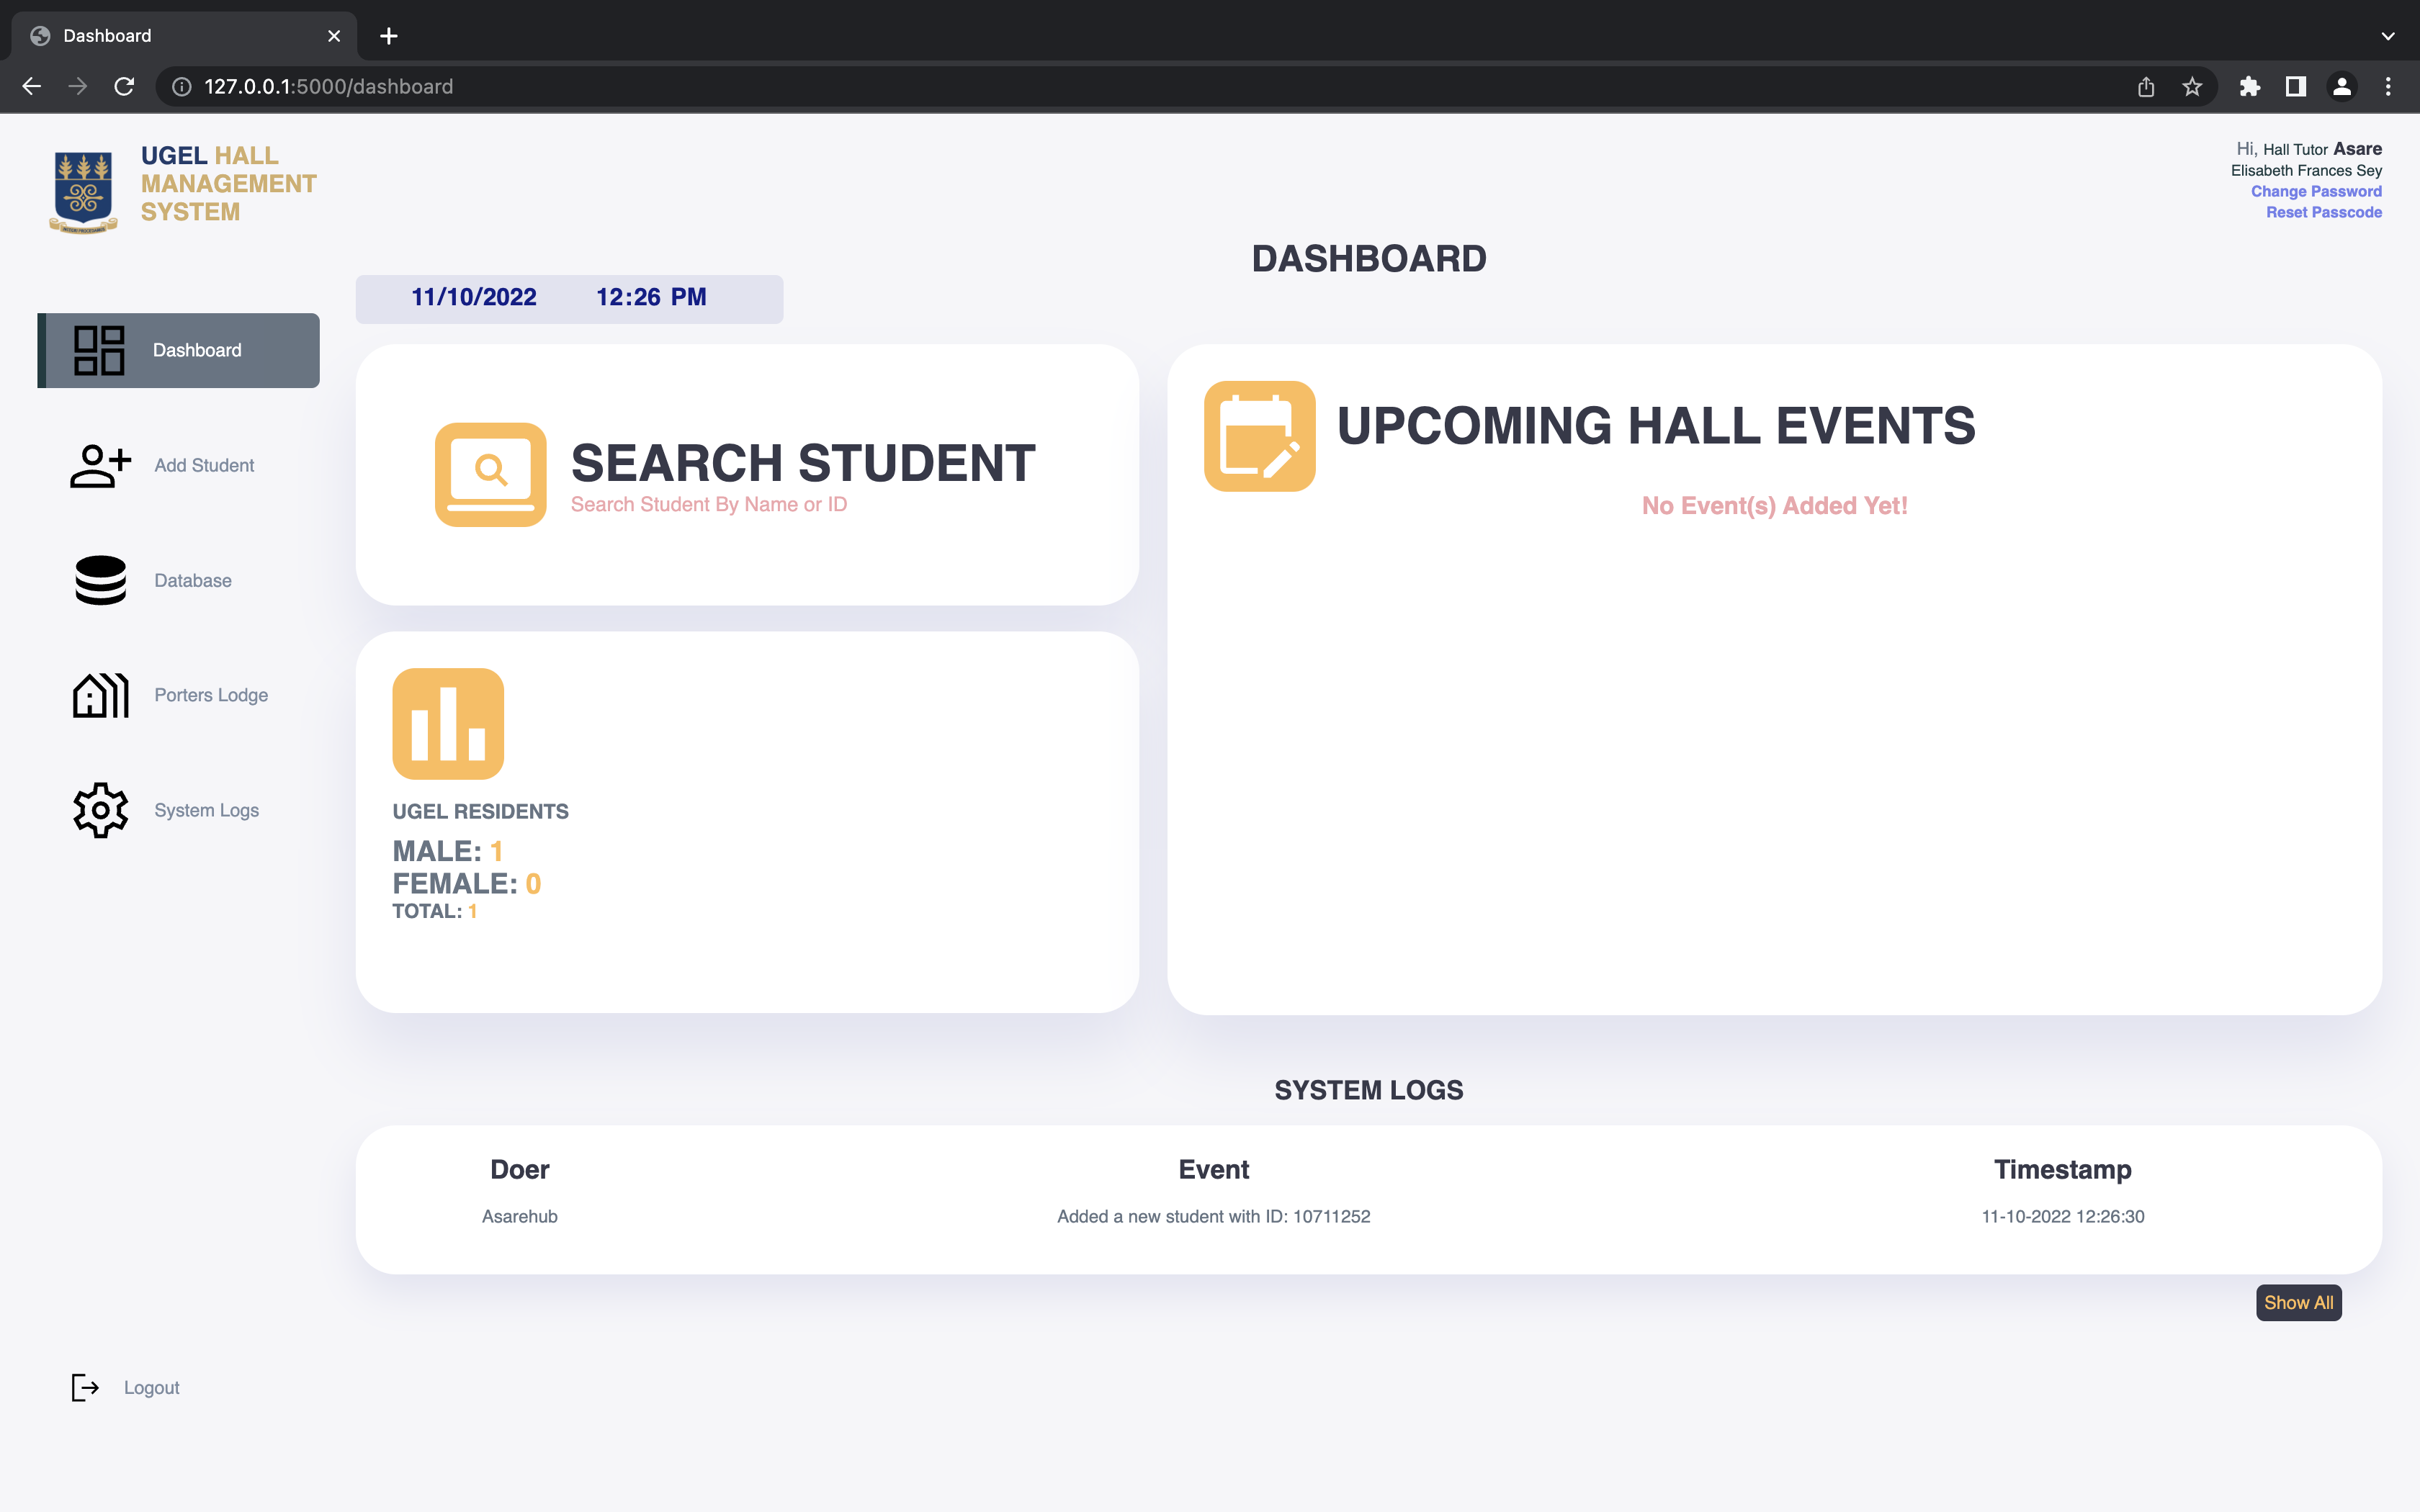 Dashboard
127.0.0.1:5000/dashboard
UGEL HALL
MANAGEMENT
SYSTEM
Hi, Hall Tutor Asare
Elisabeth Frances Sey
Change Password
Reset Passcode
DASHBOARD
11/10/2022 12:26 PM
Dashboard
Add Student
Database
Porters Lodge
System Logs
Logout
SEARCH STUDENT
Search Student By Name or ID
UPCOMING HALL EVENTS
No Event(s) Added Yet!
UGEL RESIDENTS
MALE: 1
FEMALE: 0
TOTAL: 1
SYSTEM LOGS
Doer Event Timestamp
Asarehub Added a new student with ID: 10711252 11-10-2022 12:26:30
Show All